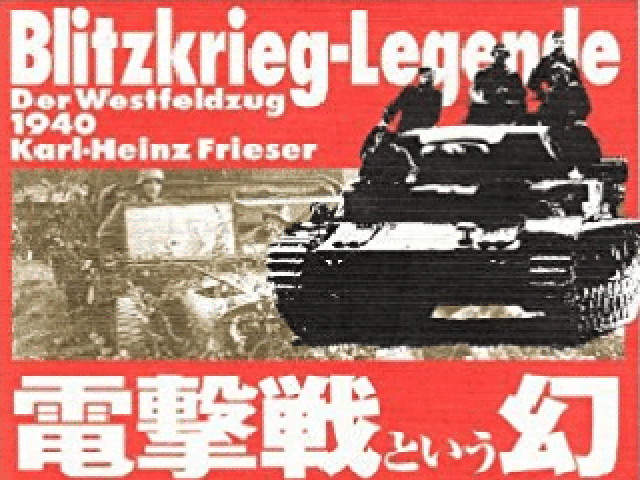 Blitzkrieg-Legende
Der Westfeldzug
1940
Karl-Heinz Frieser
電撃戦という幻